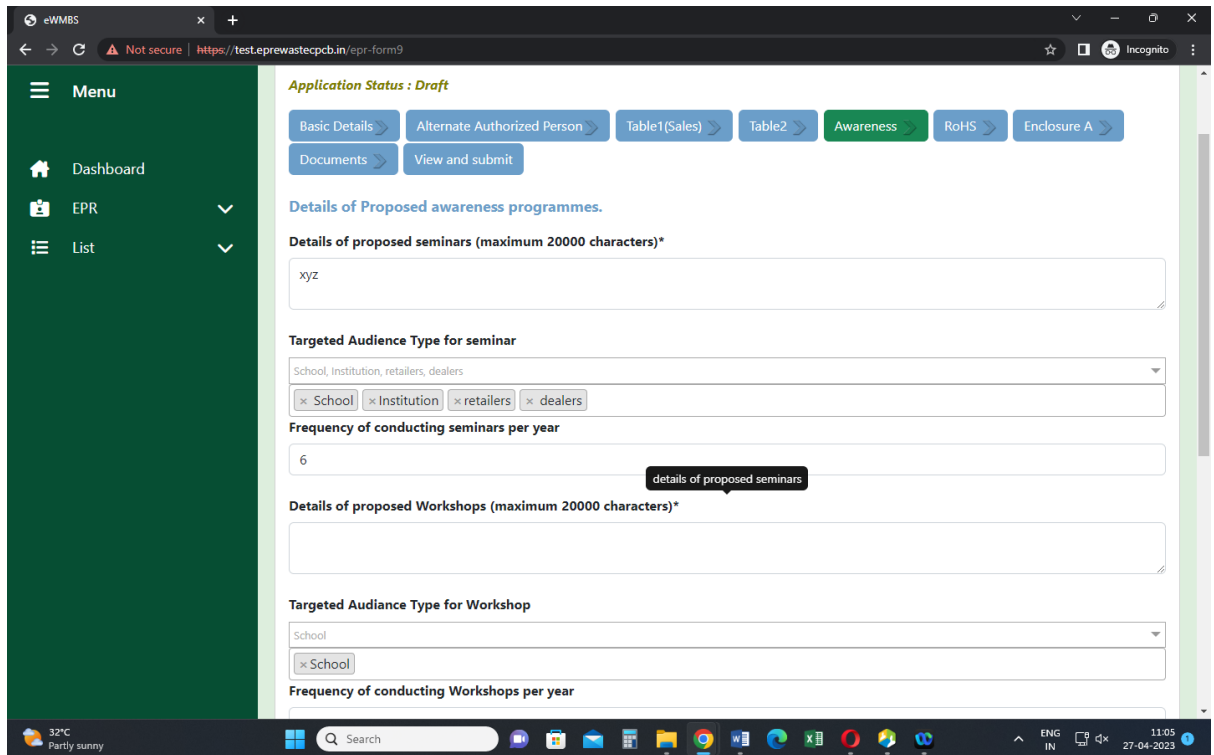 eWMBS
Not secure https://test.eprewastecpcb.in/epr-form9
Incognito
Menu
Dashboard
EPR
List
Application Status : Draft
Basic Details Alternate Authorized Person Table1(Sales) Table2 Awareness RoHS Enclosure A
Documents View and submit
Details of Proposed awareness programmes.
Details of proposed seminars (maximum 20000 characters)*
xyz
Targeted Audience Type for seminar
School, Institution, retailers, dealers
× School × Institution × retailers × dealers
Frequency of conducting seminars per year
6
details of proposed seminars
Details of proposed Workshops (maximum 20000 characters)*
Targeted Audiance Type for Workshop
School
× School
Frequency of conducting Workshops per year
32°C
Partly sunny
Search
ENG
IN
11:05
27-04-2023
1